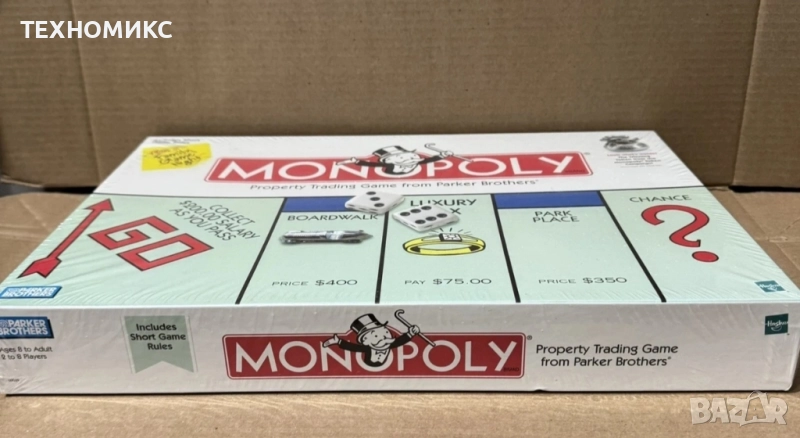 ТЕХНОМИКС
MONOPOLY
Property Trading Game from Parker Brothers
COLLECT
$200.00 SALARY
AS YOU PASS
GO
BOARDWALK
PRICE $400
LUXURY
PAY $75.00
PARK
PLACE
PRICE $350
CHANCE
?
PARKER
BROTHERS
Ages 8 to Adult
2 to 8 Players
Includes
Short Game
Rules
MONOPOLY
Property Trading Game
from Parker Brothers
Hasbro
BAZAR